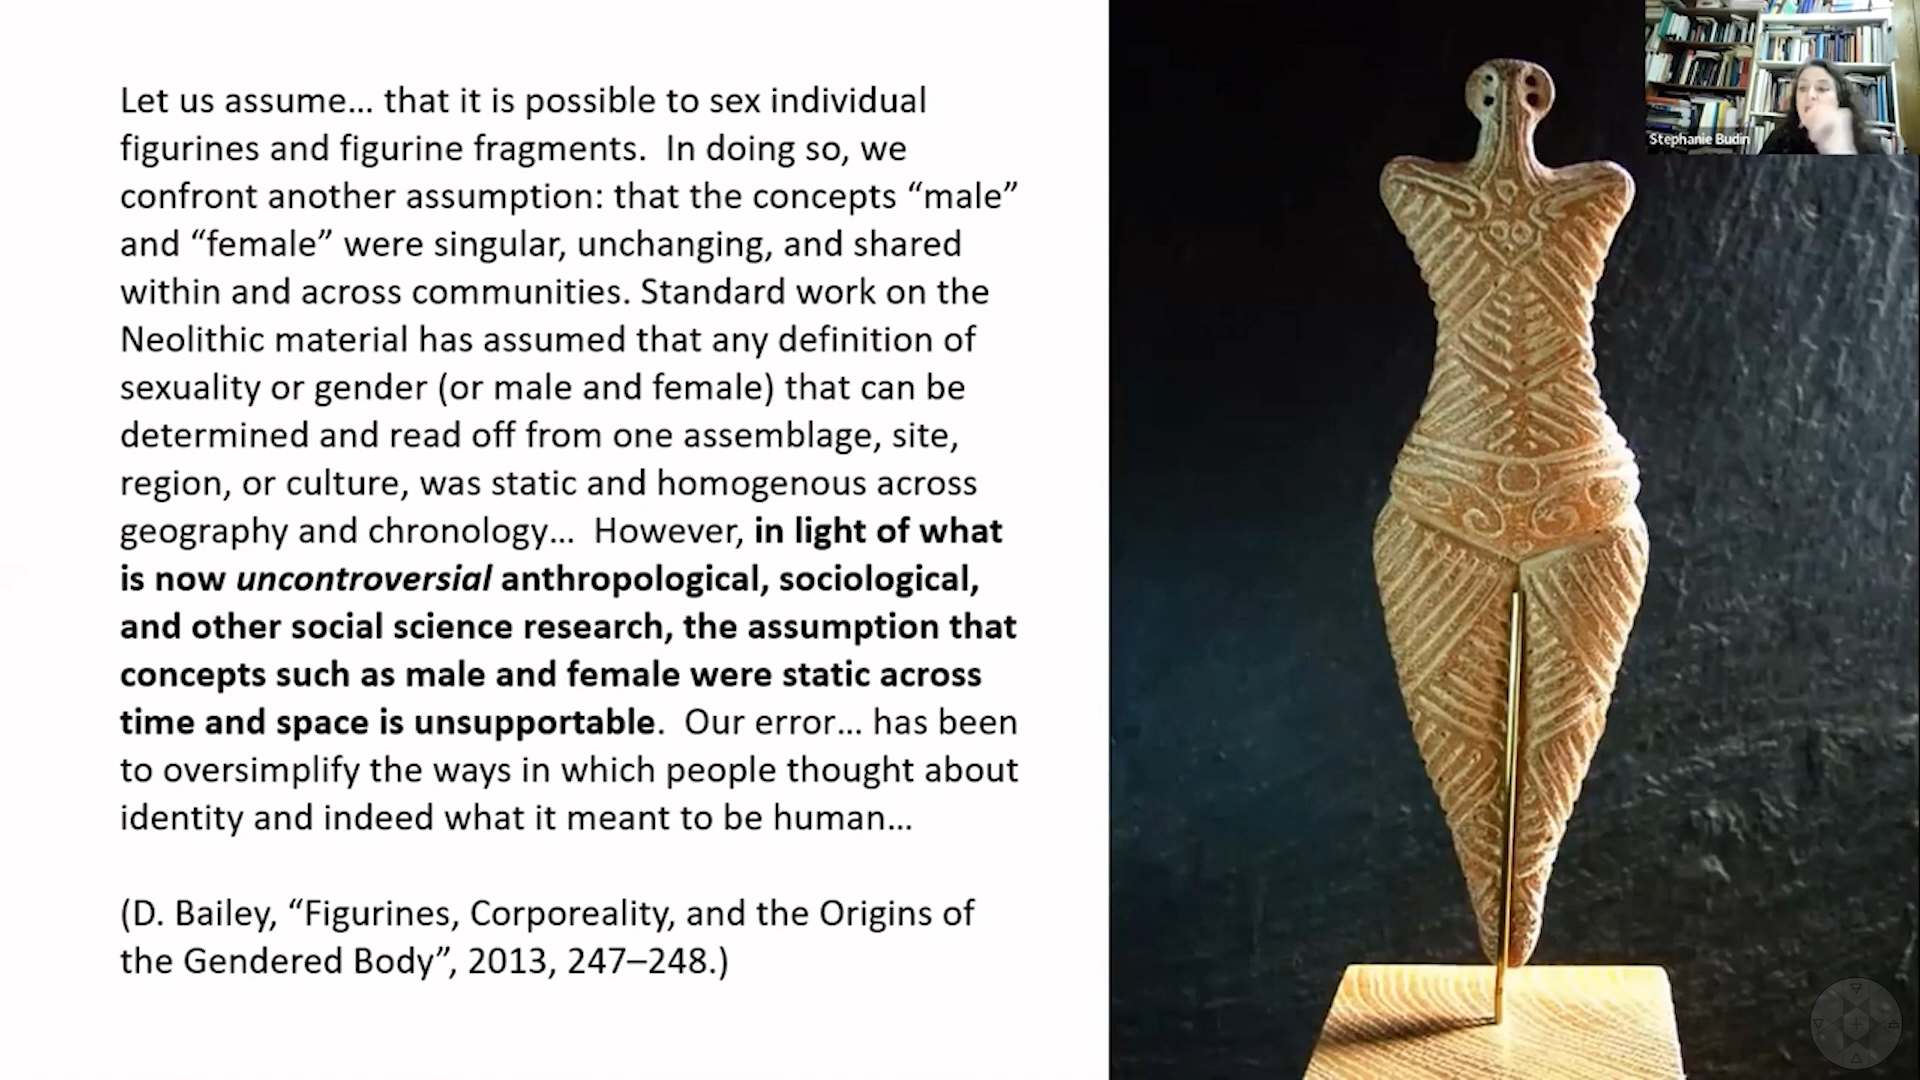 Let us assume... that it is possible to sex individual
figurines and figurine fragments.  In doing so, we
confront another assumption: that the concepts “male”
and “female” were singular, unchanging, and shared
within and across communities. Standard work on the
Neolithic material has assumed that any definition of
sexuality or gender (or male and female) that can be
determined and read off from one assemblage, site,
region, or culture, was static and homogenous across
geography and chronology...  However, in light of what
is now uncontroversial anthropological, sociological,
and other social science research, the assumption that
concepts such as male and female were static across
time and space is unsupportable.  Our error... has been
to oversimplify the ways in which people thought about
identity and indeed what it meant to be human...
(D. Bailey, “Figurines, Corporeality, and the Origins of
the Gendered Body”, 2013, 247–248.)
Stephanie Budin